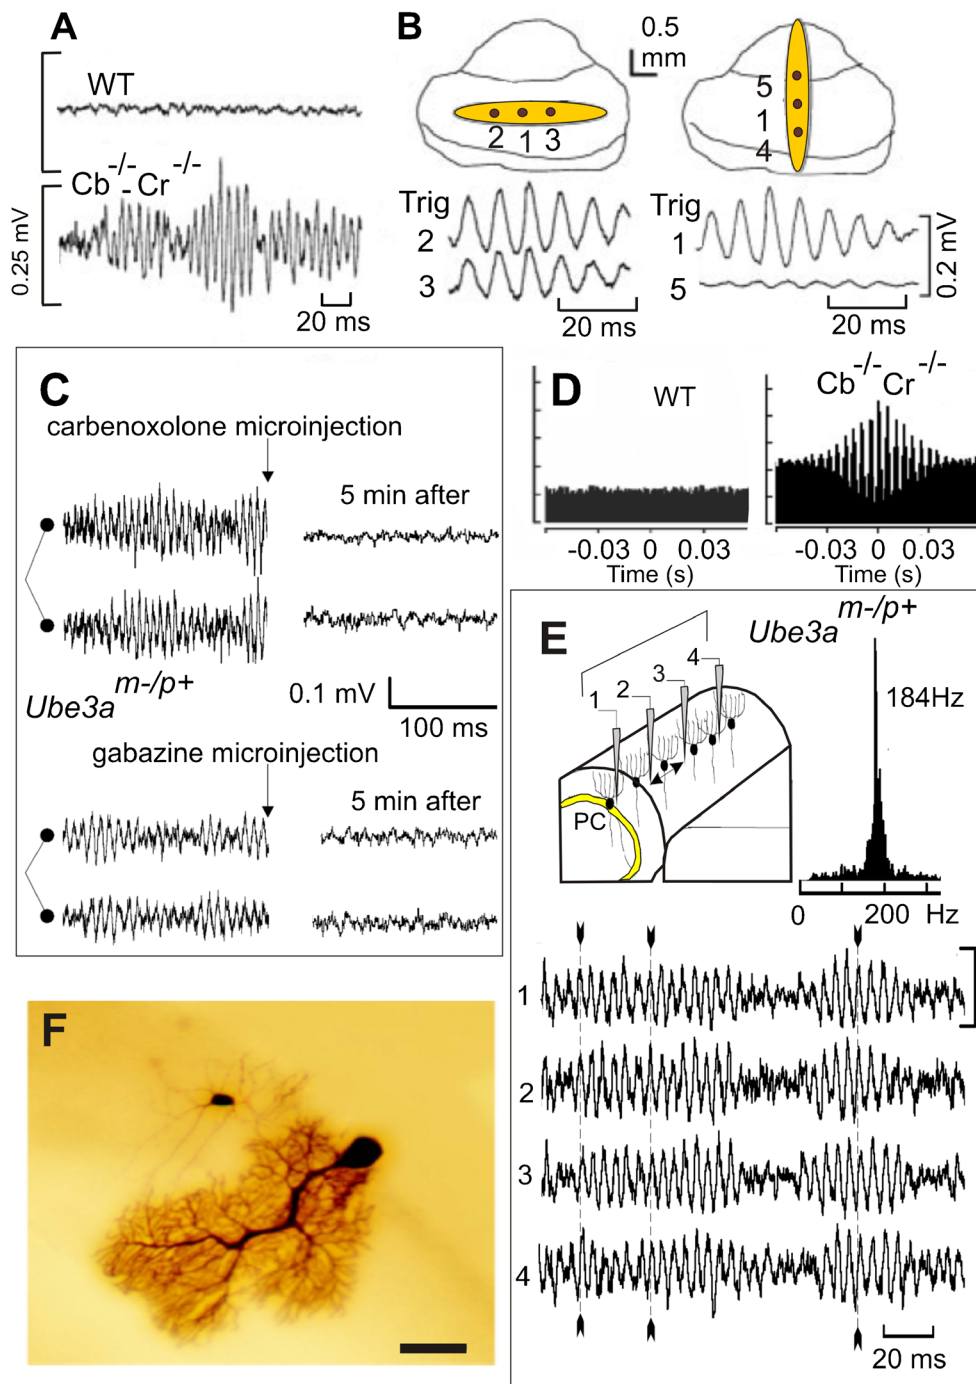 A
WT
Cb-/--Cr-/-
0.25 mV
20 ms
B
0.5
mm
2 1 3
5
1
4
Trig
2
3
20 ms
Trig
1
5
0.2 mV
20 ms
C
carbenoxolone microinjection
5 min after
Ube3a m-/p+
0.1 mV
100 ms
gabazine microinjection
5 min after
D
WT
-0.03 0 0.03
Time (s)
Cb-/-Cr-/-
-0.03 0 0.03
Time (s)
E
1 2 3 4
PC
Ube3a m-/p+
184Hz
0 200 Hz
1
2
3
4
20 ms
F